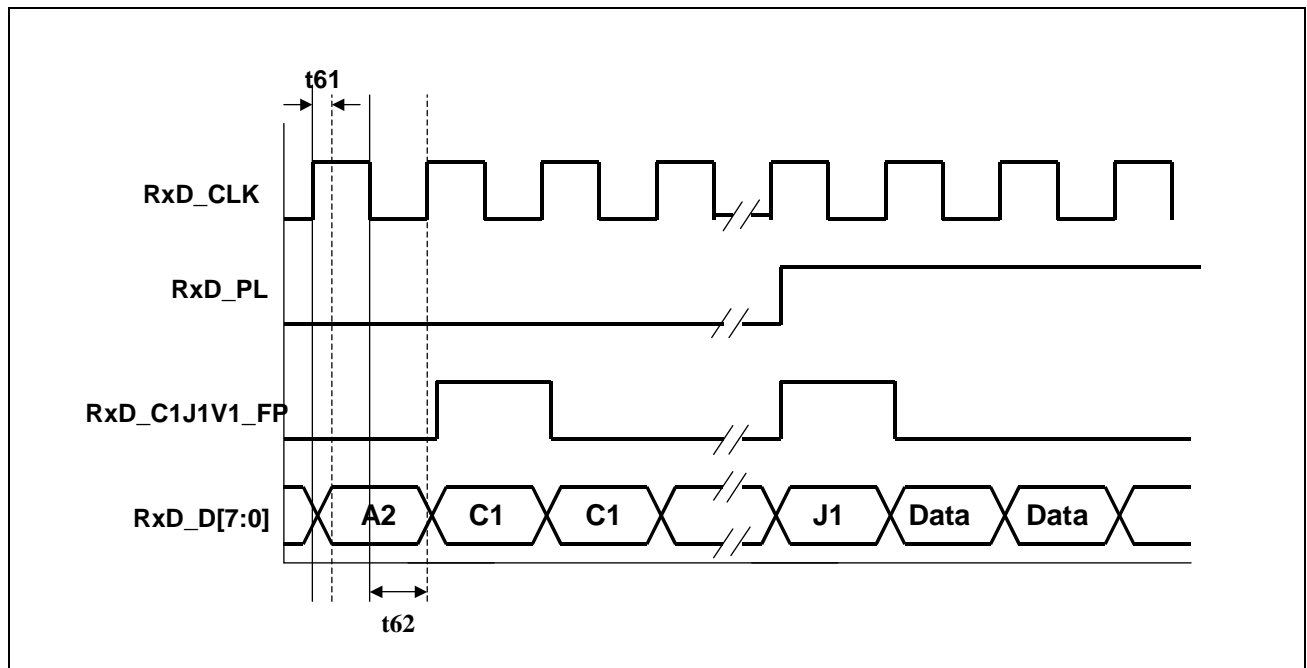 t61
RxD_CLK
RxD_PL
RxD_C1J1V1_FP
RxD_D[7:0] A2 C1 C1 J1 Data Data
t62